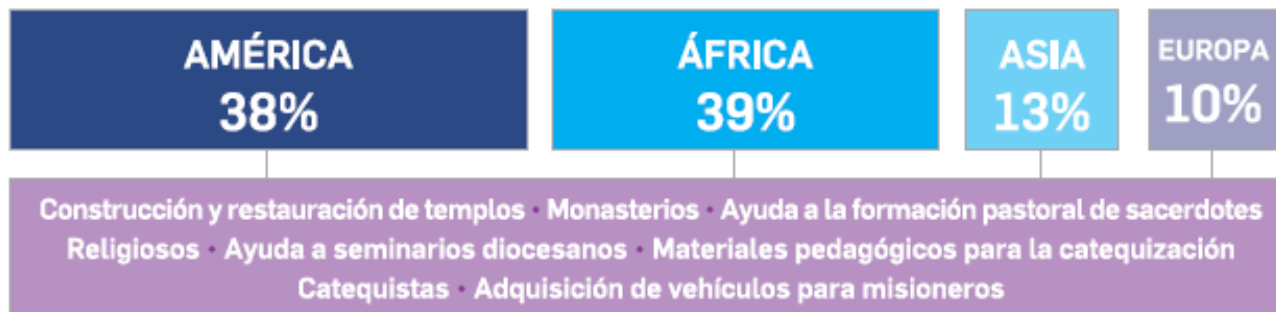 AMÉRICA
38%
ÁFRICA
39%
ASIA
13%
EUROPA
10%
Construcción y restauración de templos • Monasterios • Ayuda a la formación pastoral de sacerdotes
Religiosos • Ayuda a seminarios diocesanos • Materiales pedagógicos para la catequización
Catequistas • Adquisición de vehículos para misioneros